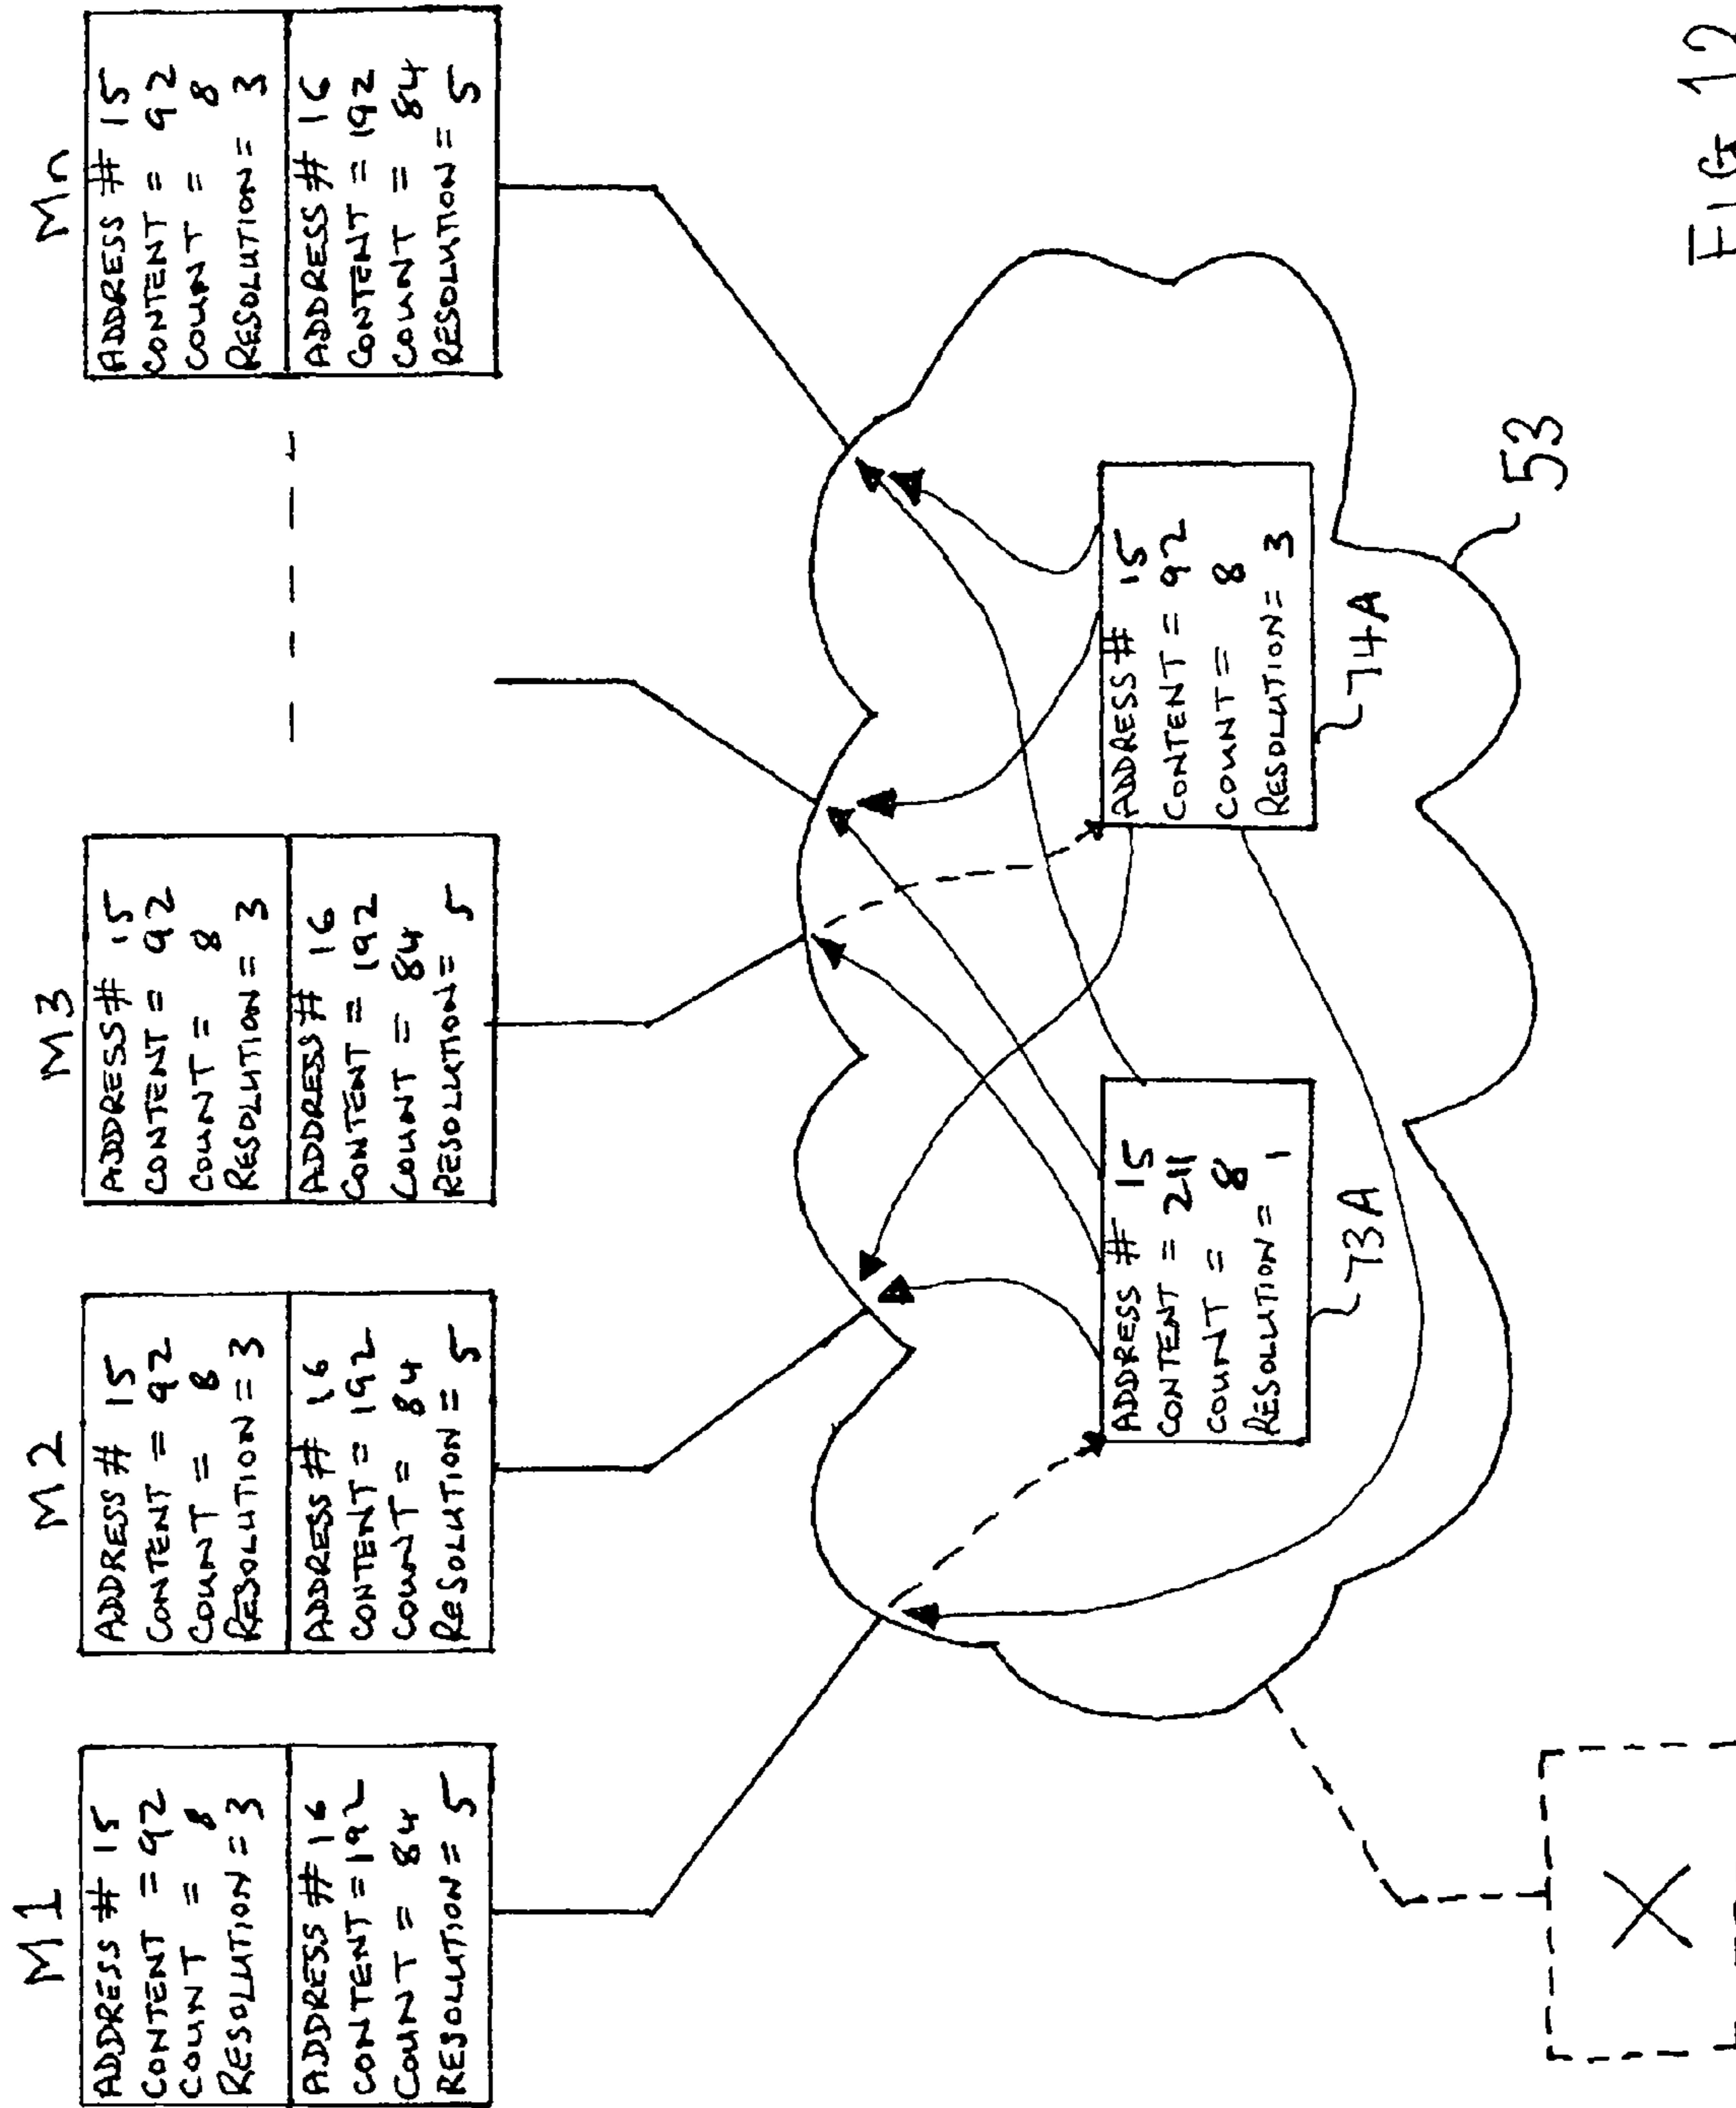 M1
ADDRESS # 15
CONTENT = 92
COUNT = 8
RESOLUTION = 3
ADDRESS # 16
CONTENT = 192
COUNT = 84
RESOLUTION = 5
M2
ADDRESS # 15
CONTENT = 92
COUNT = 8
RESOLUTION = 3
ADDRESS # 16
CONTENT = 192
COUNT = 84
RESOLUTION = 5
M3
ADDRESS # 15
CONTENT = 92
COUNT = 8
RESOLUTION = 3
ADDRESS # 16
CONTENT = 192
COUNT = 84
RESOLUTION = 5
Mn
ADDRESS # 15
CONTENT = 92
COUNT = 8
RESOLUTION = 3
ADDRESS # 16
CONTENT = 192
COUNT = 84
RESOLUTION = 5
ADDRESS # 15
CONTENT = 211
COUNT = 8
RESOLUTION = 1
73A
ADDRESS # 15
CONTENT = 92
COUNT = 8
RESOLUTION = 3
74A
53
X
FIG 12